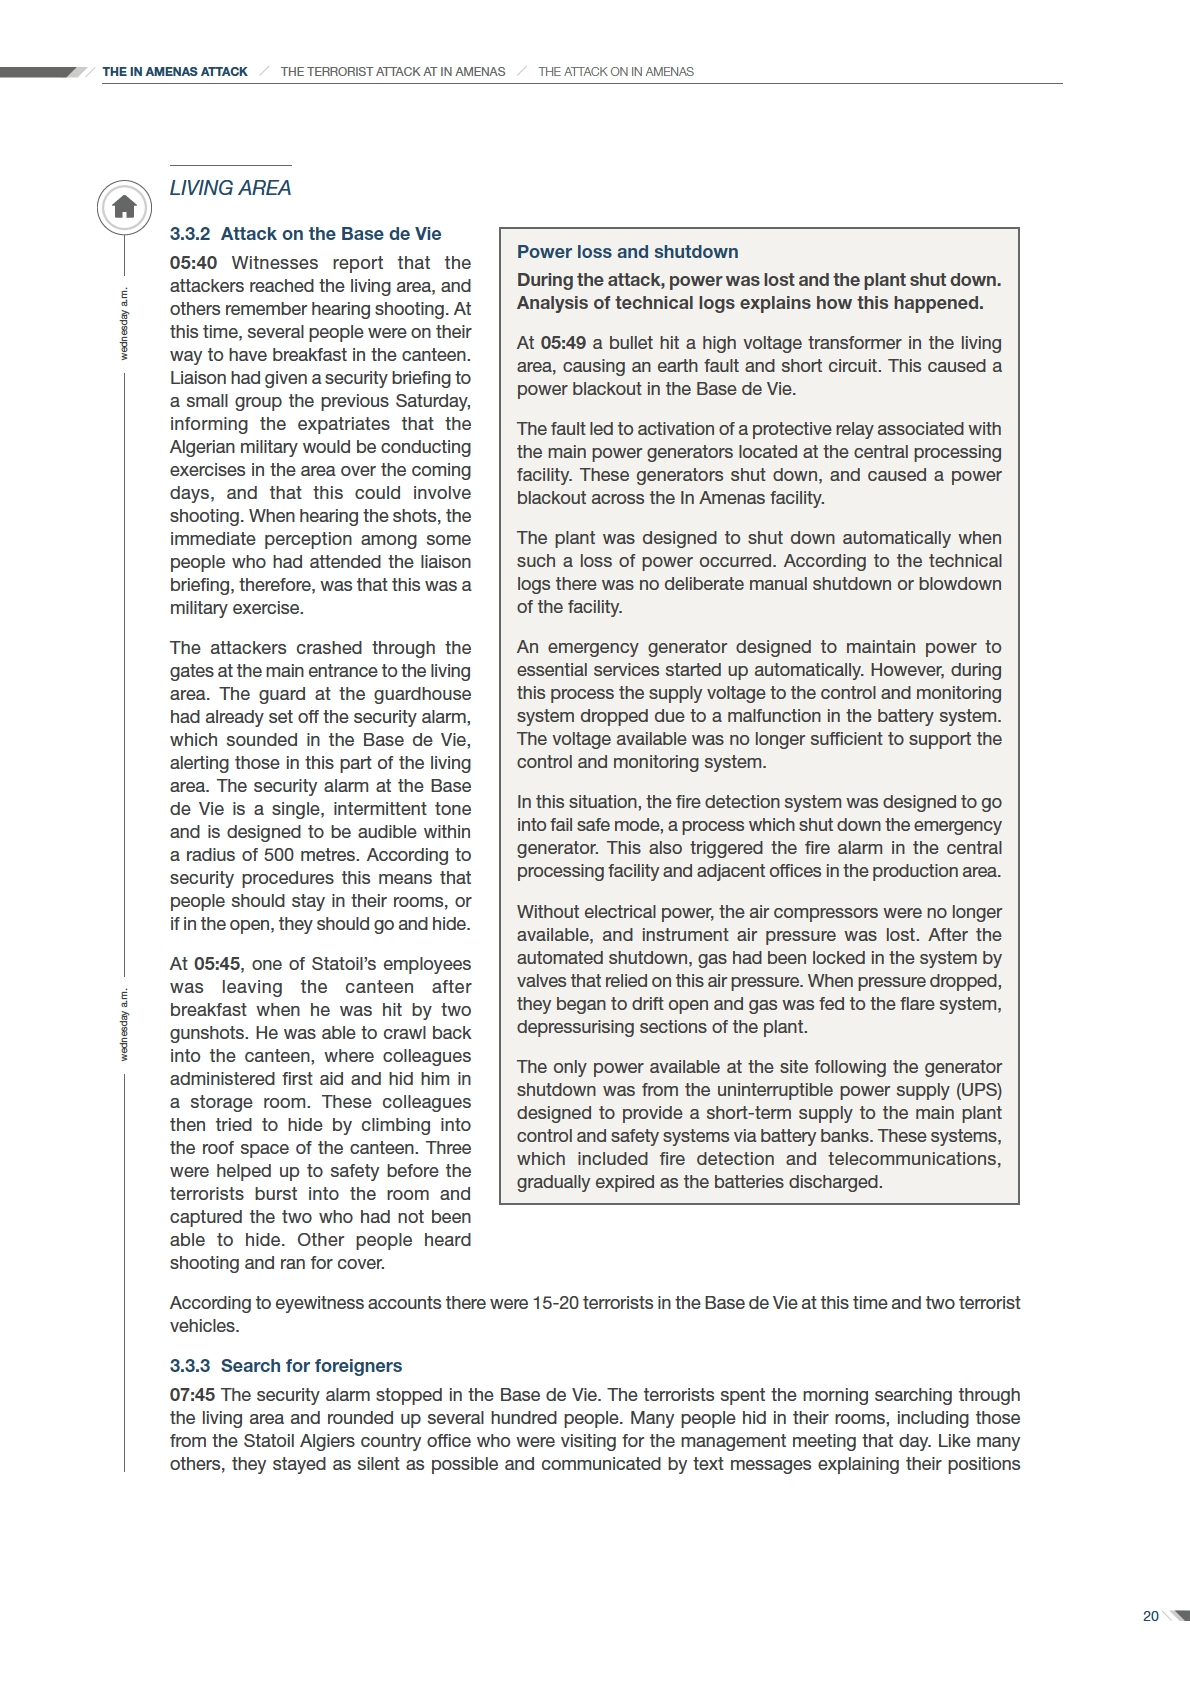 THE IN AMENAS ATTACK / THE TERRORIST ATTACK AT IN AMENAS / THE ATTACK ON IN AMENAS
LIVING AREA
wednesday a.m.
3.3.2 Attack on the Base de Vie
05:40 Witnesses report that the
attackers reached the living area, and
others remember hearing shooting. At
this time, several people were on their
way to have breakfast in the canteen.
Liaison had given a security briefing to
a small group the previous Saturday,
informing the expatriates that the
Algerian military would be conducting
exercises in the area over the coming
days, and that this could involve
shooting. When hearing the shots, the
immediate perception among some
people who had attended the liaison
briefing, therefore, was that this was a
military exercise.
The attackers crashed through the
gates at the main entrance to the living
area. The guard at the guardhouse
had already set off the security alarm,
which sounded in the Base de Vie,
alerting those in this part of the living
area. The security alarm at the Base
de Vie is a single, intermittent tone
and is designed to be audible within
a radius of 500 metres. According to
security procedures this means that
people should stay in their rooms, or
if in the open, they should go and hide.
wednesday a.m.
At 05:45, one of Statoil’s employees
was leaving the canteen after
breakfast when he was hit by two
gunshots. He was able to crawl back
into the canteen, where colleagues
administered first aid and hid him in
a storage room. These colleagues
then tried to hide by climbing into
the roof space of the canteen. Three
were helped up to safety before the
terrorists burst into the room and
captured the two who had not been
able to hide. Other people heard
shooting and ran for cover.
Power loss and shutdown
During the attack, power was lost and the plant shut down.
Analysis of technical logs explains how this happened.
At 05:49 a bullet hit a high voltage transformer in the living
area, causing an earth fault and short circuit. This caused a
power blackout in the Base de Vie.
The fault led to activation of a protective relay associated with
the main power generators located at the central processing
facility. These generators shut down, and caused a power
blackout across the In Amenas facility.
The plant was designed to shut down automatically when
such a loss of power occurred. According to the technical
logs there was no deliberate manual shutdown or blowdown
of the facility.
An emergency generator designed to maintain power to
essential services started up automatically. However, during
this process the supply voltage to the control and monitoring
system dropped due to a malfunction in the battery system.
The voltage available was no longer sufficient to support the
control and monitoring system.
In this situation, the fire detection system was designed to go
into fail safe mode, a process which shut down the emergency
generator. This also triggered the fire alarm in the central
processing facility and adjacent offices in the production area.
Without electrical power, the air compressors were no longer
available, and instrument air pressure was lost. After the
automated shutdown, gas had been locked in the system by
valves that relied on this air pressure. When pressure dropped,
they began to drift open and gas was fed to the flare system,
depressurising sections of the plant.
The only power available at the site following the generator
shutdown was from the uninterruptible power supply (UPS)
designed to provide a short-term supply to the main plant
control and safety systems via battery banks. These systems,
which included fire detection and telecommunications,
gradually expired as the batteries discharged.
According to eyewitness accounts there were 15-20 terrorists in the Base de Vie at this time and two terrorist
vehicles.
3.3.3 Search for foreigners
07:45 The security alarm stopped in the Base de Vie. The terrorists spent the morning searching through
the living area and rounded up several hundred people. Many people hid in their rooms, including those
from the Statoil Algiers country office who were visiting for the management meeting that day. Like many
others, they stayed as silent as possible and communicated by text messages explaining their positions
20